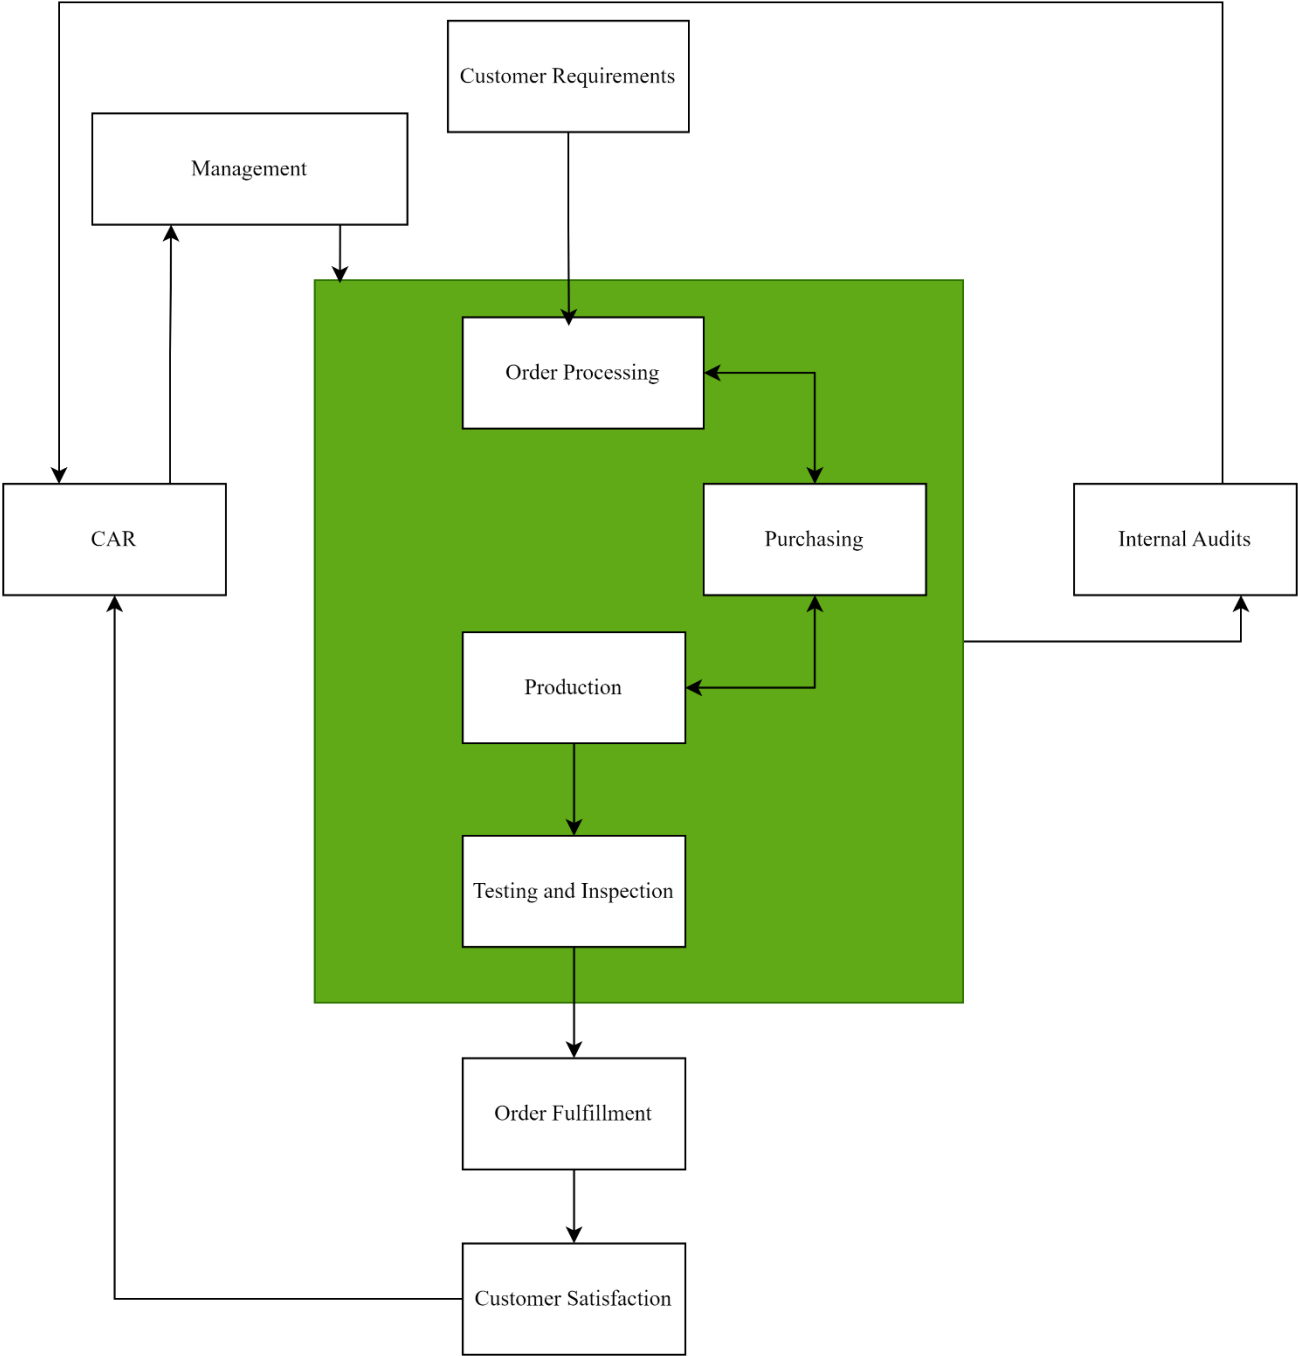 Customer Requirements
Management
Order Processing
CAR
Purchasing
Internal Audits
Production
Testing and Inspection
Order Fulfillment
Customer Satisfaction